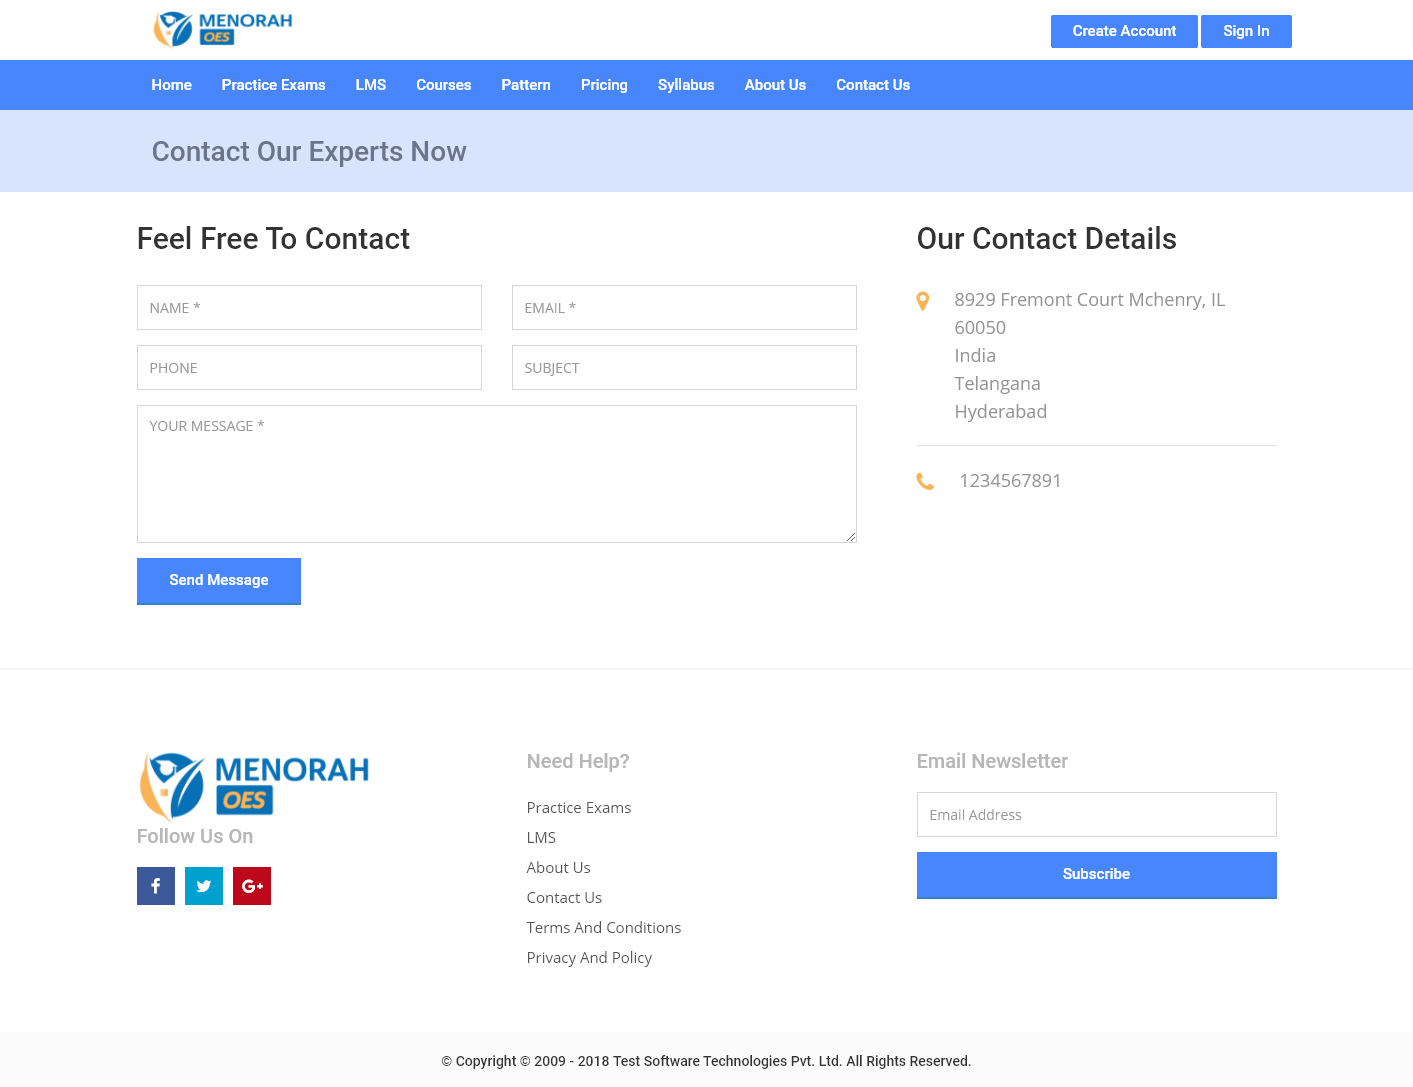 MENORAH
OES
Create Account
Sign In
Home
Practice Exams
LMS
Courses
Pattern
Pricing
Syllabus
About Us
Contact Us
Contact Our Experts Now
Feel Free To Contact
NAME *
EMAIL *
PHONE
SUBJECT
YOUR MESSAGE *
Send Message
Our Contact Details
8929 Fremont Court Mchenry, IL
60050
India
Telangana
Hyderabad
1234567891
MENORAH
OES
Follow Us On
Need Help?
Practice Exams
LMS
About Us
Contact Us
Terms And Conditions
Privacy And Policy
Email Newsletter
Email Address
Subscribe
© Copyright © 2009 - 2018 Test Software Technologies Pvt. Ltd. All Rights Reserved.